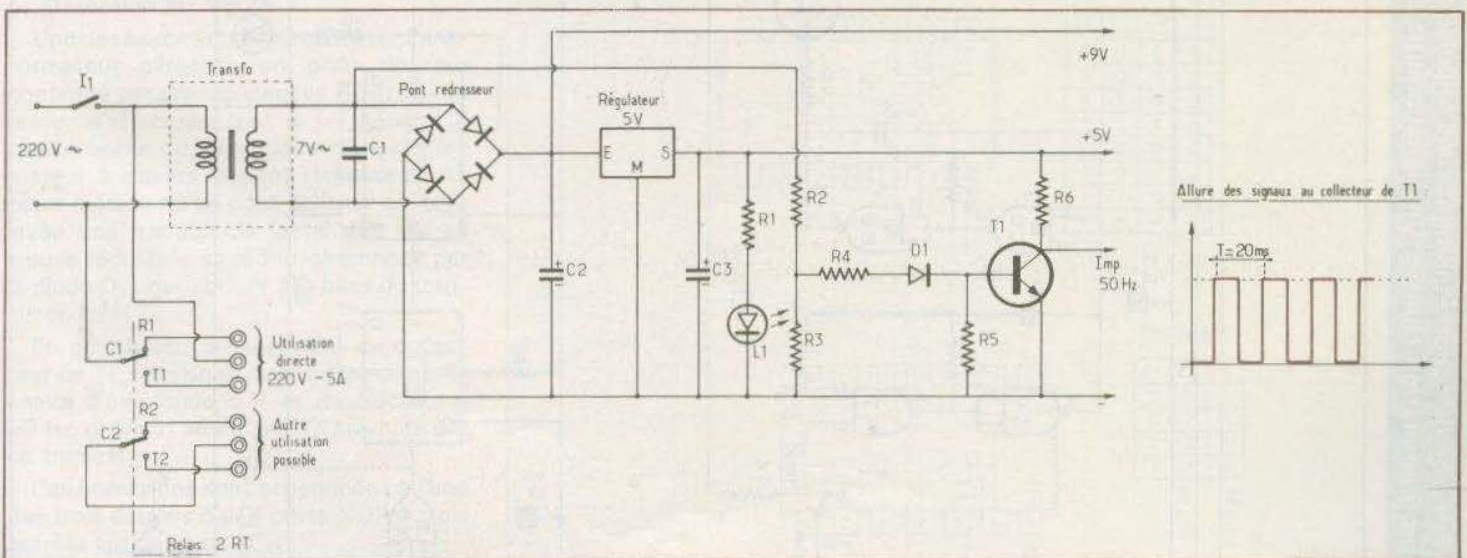 T1
220 V ~
Transfo
7V~
C1
Pont redresseur
Régulateur
5V
E
S
M
+9V
+5V
C2
C3
R1
L1
R2
R3
R4
D1
R5
T1
R6
Imp
50 Hz
-
Allure des signaux au collecteur de T1
T=20ms
R1
C1
T1
Utilisation
directe
220 V ~ 5A
R2
C2
T2
Autre
utilisation
possible
Relais 2 RT